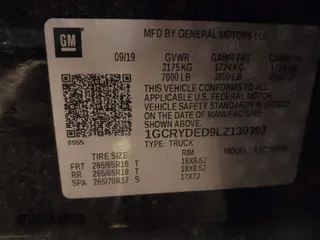 GM
MFD BY GENERAL MOTORS LLC
09/19 GVWR GAWR FRT GAWR RR
3175 KG 1724 KG
7000 LB 3800 LB
THIS VEHICLE CONFORMS TO ALL
APPLICABLE U.S. FEDERAL MOTOR
VEHICLE SAFETY STANDARDS IN EFFECT
ON THE DATE OF MANUFACTURE
SHOWN ABOVE.
1GCRYDED9LZ130793
8555
TYPE: TRUCK
TIRE SIZE RIM
FRT 265/65R18 T 18X8.5J
RR 265/65R18 T 18X8.5J
SPA 265/70R17 S 17X7J